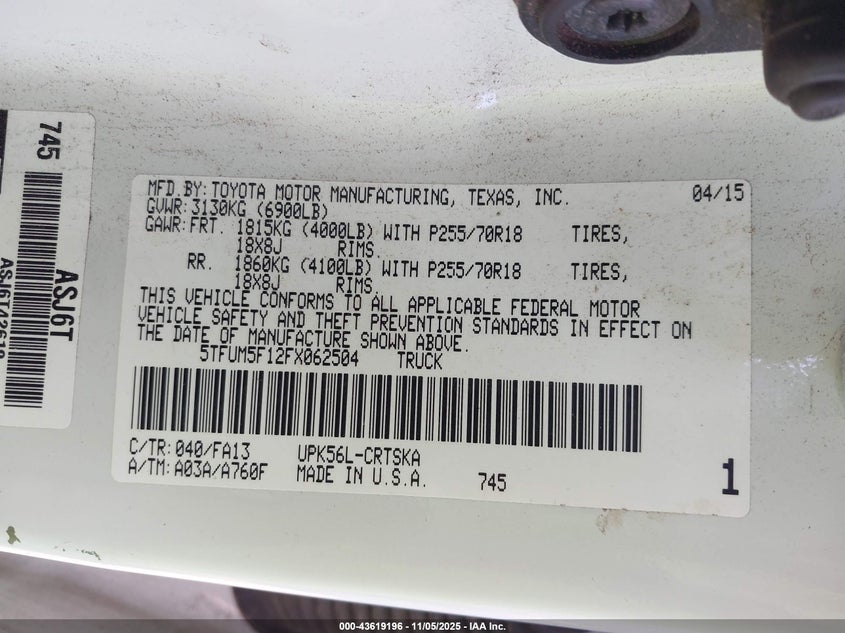 745
ASJ6T
MFD.BY:TOYOTA MOTOR MANUFACTURING, TEXAS, INC. 04/15
GVWR:3130KG (6900LB)
GAWR:FRT. 1815KG (4000LB) WITH P255/70R18 TIRES,
18X8J RIMS.
RR. 1860KG (4100LB) WITH P255/70R18 TIRES,
18X8J RIMS.
THIS VEHICLE CONFORMS TO ALL APPLICABLE FEDERAL MOTOR
VEHICLE SAFETY AND THEFT PREVENTION STANDARDS IN EFFECT ON
THE DATE OF MANUFACTURE SHOWN ABOVE.
5TFUM5F12FX062504 TRUCK
C/TR:040/FA13 UPK56L-CRTSKA
A/TM:A03A/A760F MADE IN U.S.A. 745
1
000-43619196 - 11/05/2025 - IAA Inc.